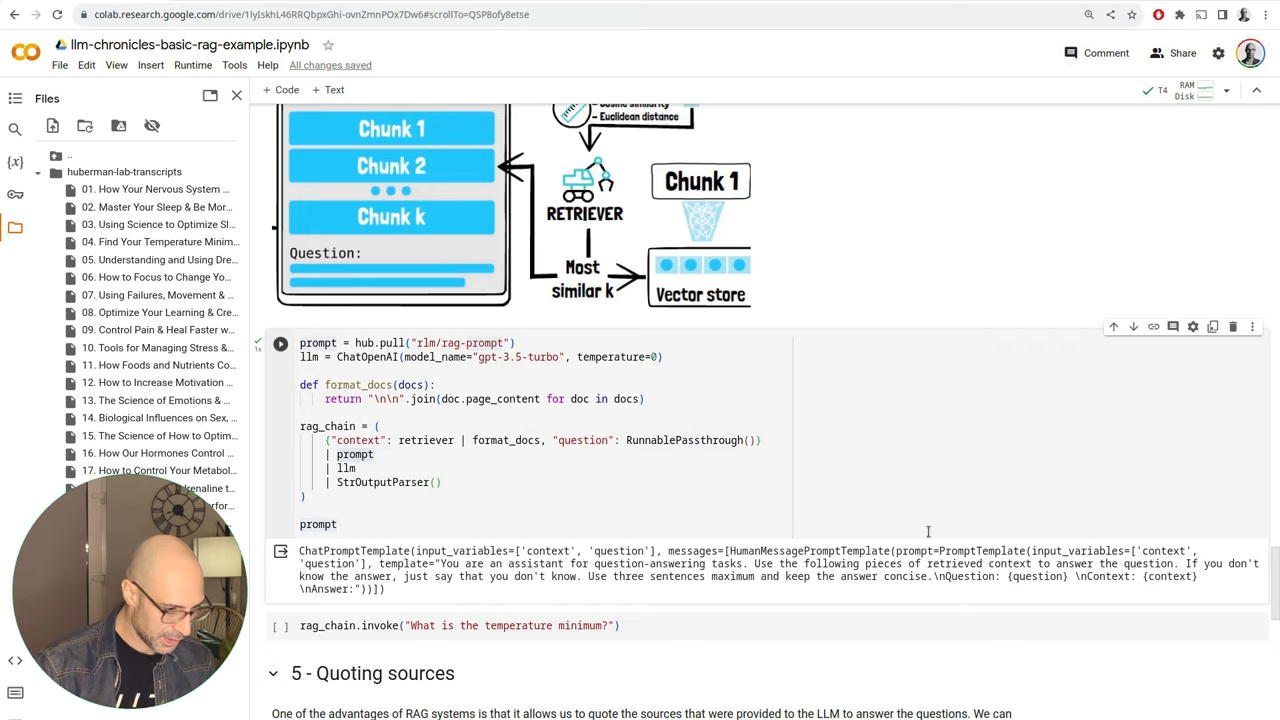 colab.research.google.com/drive/1lyIskhL46RRQbpxGhi-ovnZmnPOx7Dw6#scrollTo=QSP8ofy8etse
llm-chronicles-basic-rag-example.ipynb
Comment
Share
File Edit View Insert Runtime Tools Help All changes saved
Files
+ Code + Text
T4
RAM
Disk
..
huberman-lab-transcripts
01. How Your Nervous System ...
02. Master Your Sleep & Be Mor...
03. Using Science to Optimize Sl...
04. Find Your Temperature Minim...
05. Understanding and Using Dre...
06. How to Focus to Change Yo...
07. Using Failures, Movement & ...
08. Optimize Your Learning & Cre...
09. Control Pain & Heal Faster w...
10. Tools for Managing Stress &...
11. How Foods and Nutrients Co...
12. How to Increase Motivation ...
13. The Science of Emotions & ...
14. Biological Influences on Sex, ...
15. The Science of How to Optim...
16. How Our Hormones Control ...
17. How to Control Your Metabol...
Chunk 1
Chunk 2
Chunk k
Question:
- Euclidean distance
RETRIEVER
Most
similar k
Chunk 1
Vector store
1s
prompt = hub.pull("rlm/rag-prompt")
llm = ChatOpenAI(model_name="gpt-3.5-turbo", temperature=0)
def format_docs(docs):
return "\n\n".join(doc.page_content for doc in docs)
rag_chain = (
{"context": retriever | format_docs, "question": RunnablePassthrough()}
| prompt
| llm
| StrOutputParser()
)
prompt
ChatPromptTemplate(input_variables=['context', 'question'], messages=[HumanMessagePromptTemplate(prompt=PromptTemplate(input_variables=['context',
'question'], template="You are an assistant for question-answering tasks. Use the following pieces of retrieved context to answer the question. If you don't
know the answer, just say that you don't know. Use three sentences maximum and keep the answer concise.\nQuestion: {question} \nContext: {context}
\nAnswer:"))])
[ ] rag_chain.invoke("What is the temperature minimum?")
5 - Quoting sources
One of the advantages of RAG systems is that it allows us to quote the sources that were provided to the LLM to answer the questions. We can